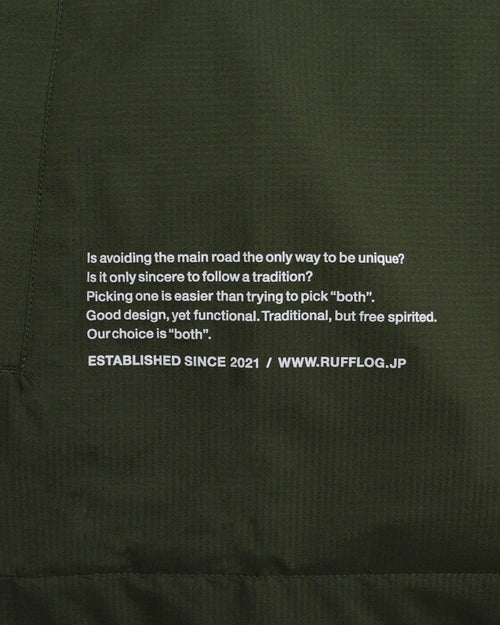 Is avoiding the main road the only way to be unique?
Is it only sincere to follow a tradition?
Picking one is easier than trying to pick “both”.
Good design, yet functional. Traditional, but free spirited.
Our choice is “both”.
ESTABLISHED SINCE 2021 / WWW.RUFFLOG.JP